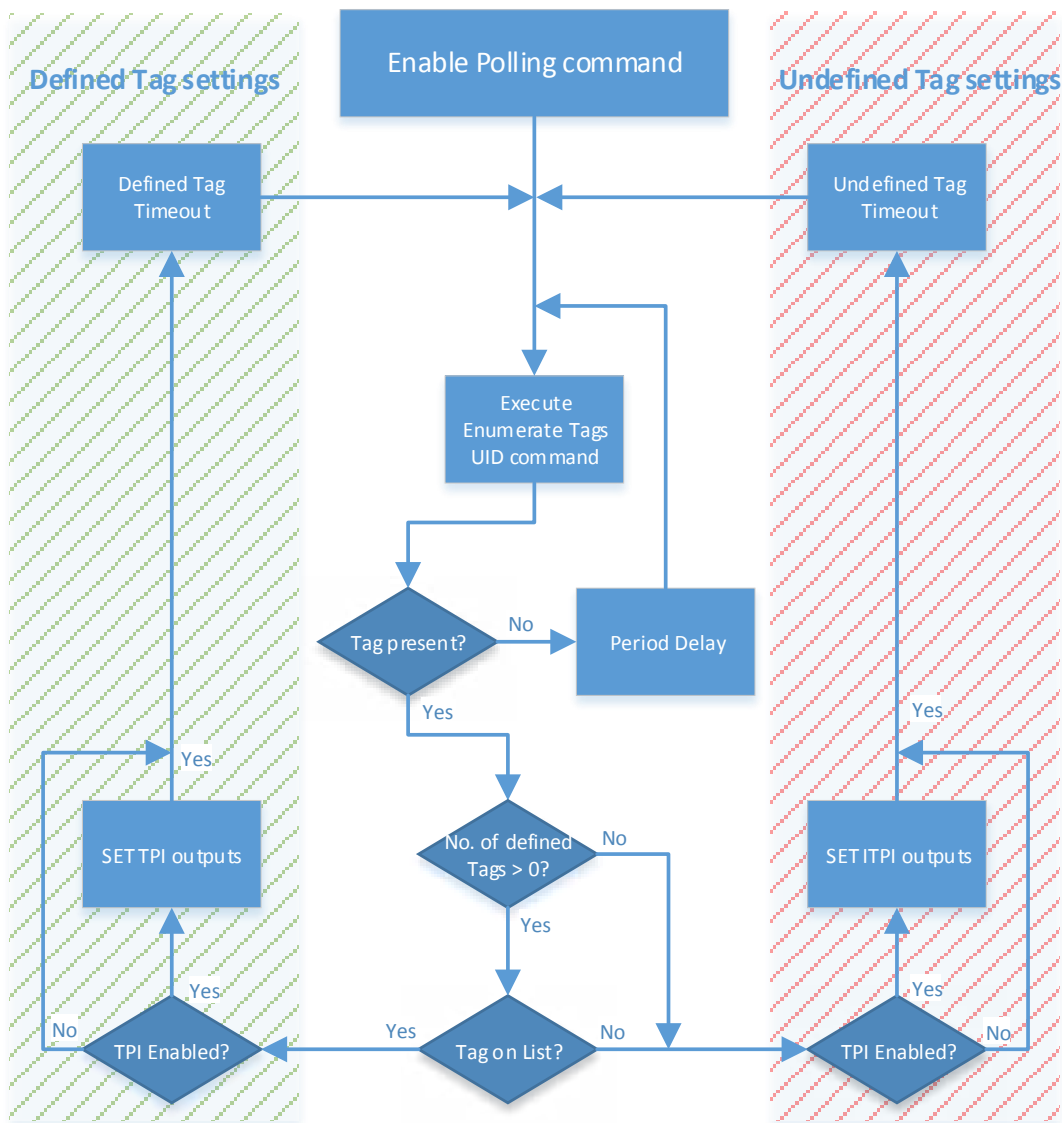 Enable Polling command
Defined Tag settings
Undefined Tag settings
Defined Tag
Timeout
Undefined Tag
Timeout
Execute
Enumerate Tags
UID command
Tag present?
No
Period Delay
Yes
Yes
Yes
SET TPI outputs
No. of defined
Tags > 0?
No
SET ITPI outputs
Yes
Yes
Yes
No
TPI Enabled?
Yes
Tag on List?
No
TPI Enabled?
No